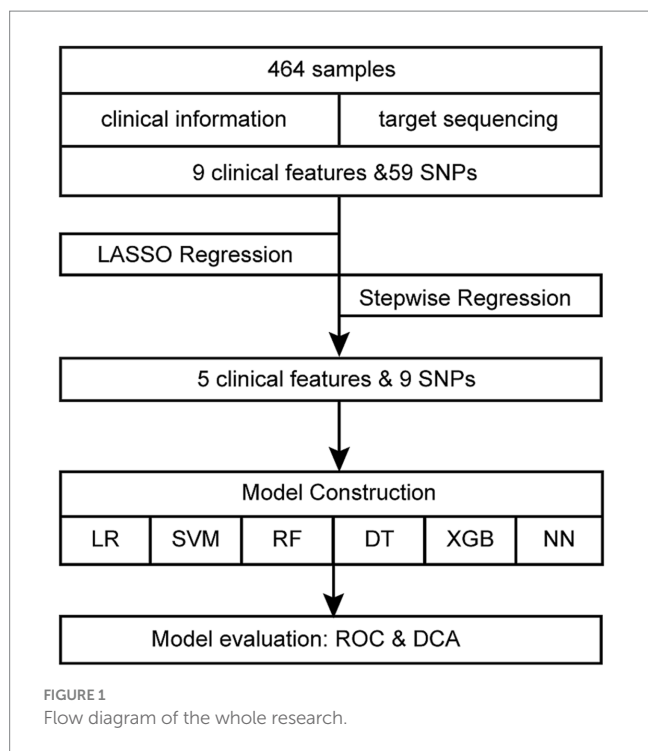 464 samples
clinical information
target sequencing
9 clinical features &59 SNPs
LASSO Regression
Stepwise Regression
5 clinical features & 9 SNPs
Model Construction
LR SVM RF DT XGB NN
Model evaluation: ROC & DCA
FIGURE 1
Flow diagram of the whole research.